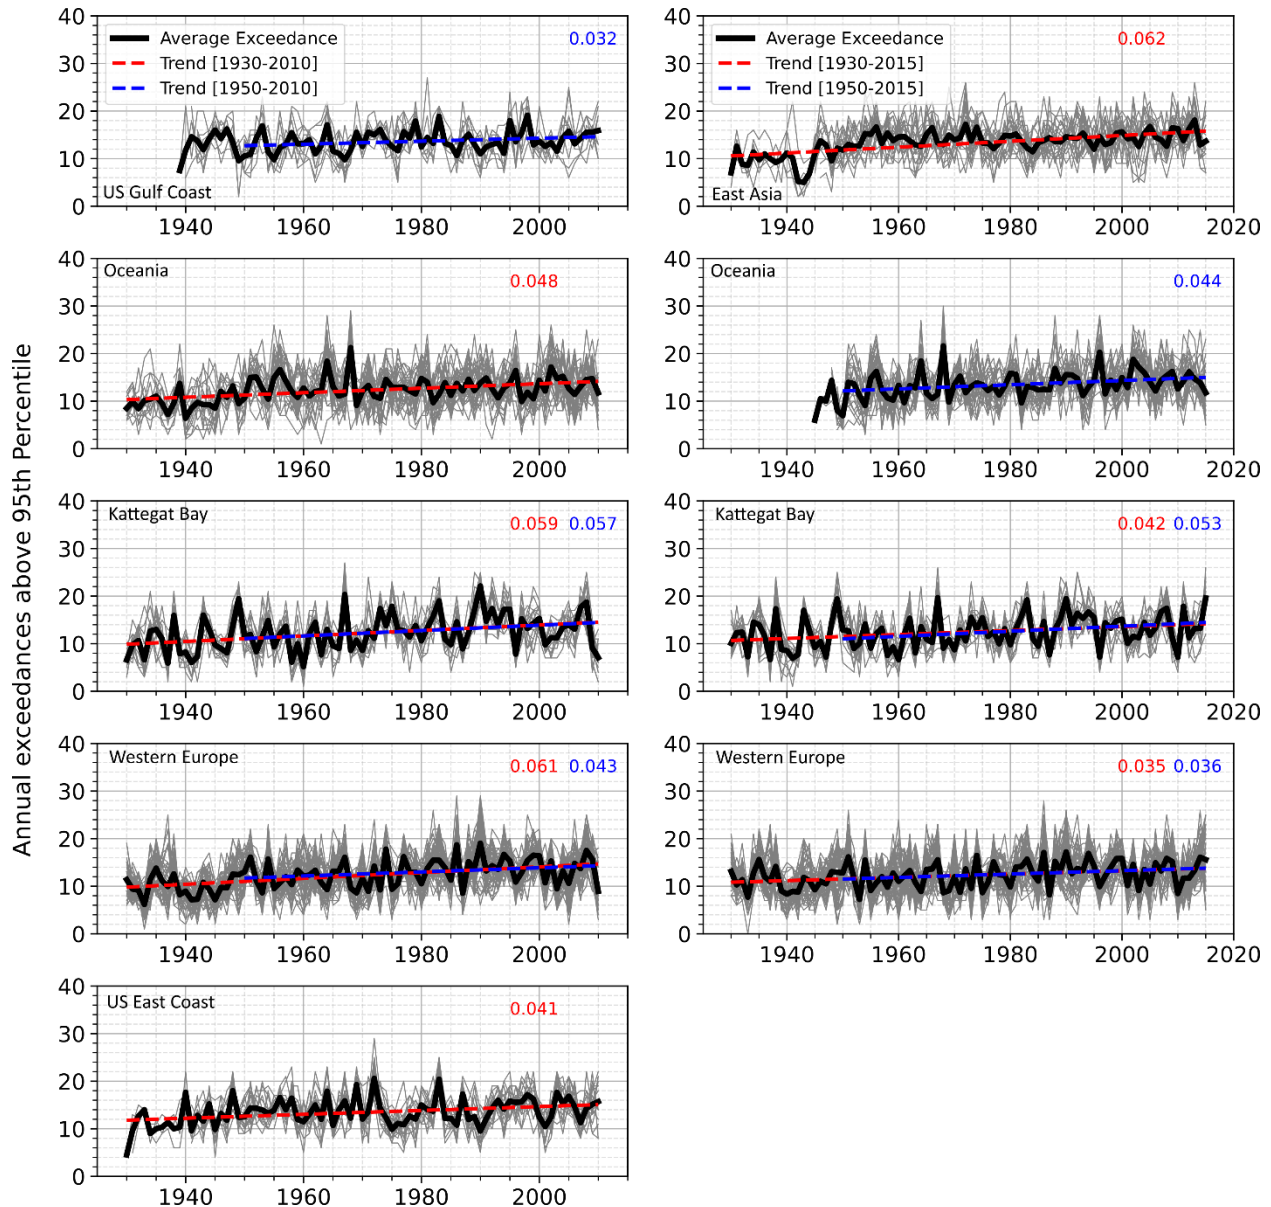 Annual exceedances above 95th Percentile
40
30
20
10
0
Average Exceedance
Trend [1930-2010]
Trend [1950-2010]
0.032
US Gulf Coast
1940 1960 1980 2000
40
30
20
10
0
Average Exceedance
Trend [1930-2015]
Trend [1950-2015]
0.062
East Asia
1940 1960 1980 2000 2020
40
30
20
10
0
Oceania
0.048
1940 1960 1980 2000
40
30
20
10
0
Oceania
0.044
1940 1960 1980 2000 2020
40
30
20
10
0
Kattegat Bay
0.059 0.057
1940 1960 1980 2000
40
30
20
10
0
Kattegat Bay
0.042 0.053
1940 1960 1980 2000 2020
40
30
20
10
0
Western Europe
0.061 0.043
1940 1960 1980 2000
40
30
20
10
0
Western Europe
0.035 0.036
1940 1960 1980 2000 2020
40
30
20
10
0
US East Coast
0.041
1940 1960 1980 2000